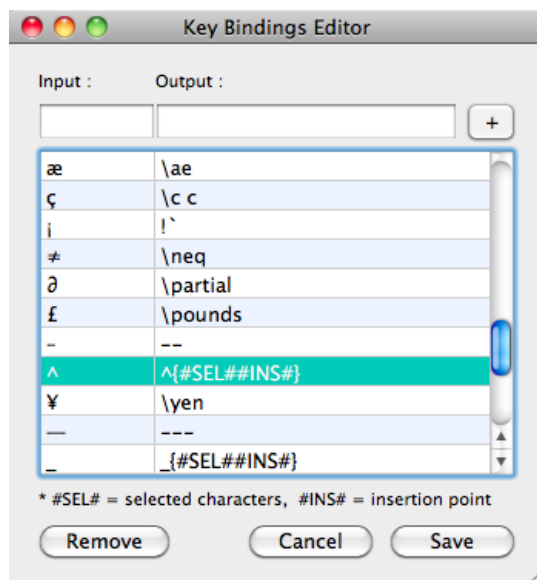 Key Bindings Editor
Input : Output :
+
æ \ae
ç \c c
¡ !`
≠ \neq
∂ \partial
£ \pounds
– --
^ ^{#SEL##INS#}
¥ \yen
— ---
_ _{#SEL##INS#}
* #SEL# = selected characters, #INS# = insertion point
Remove Cancel Save